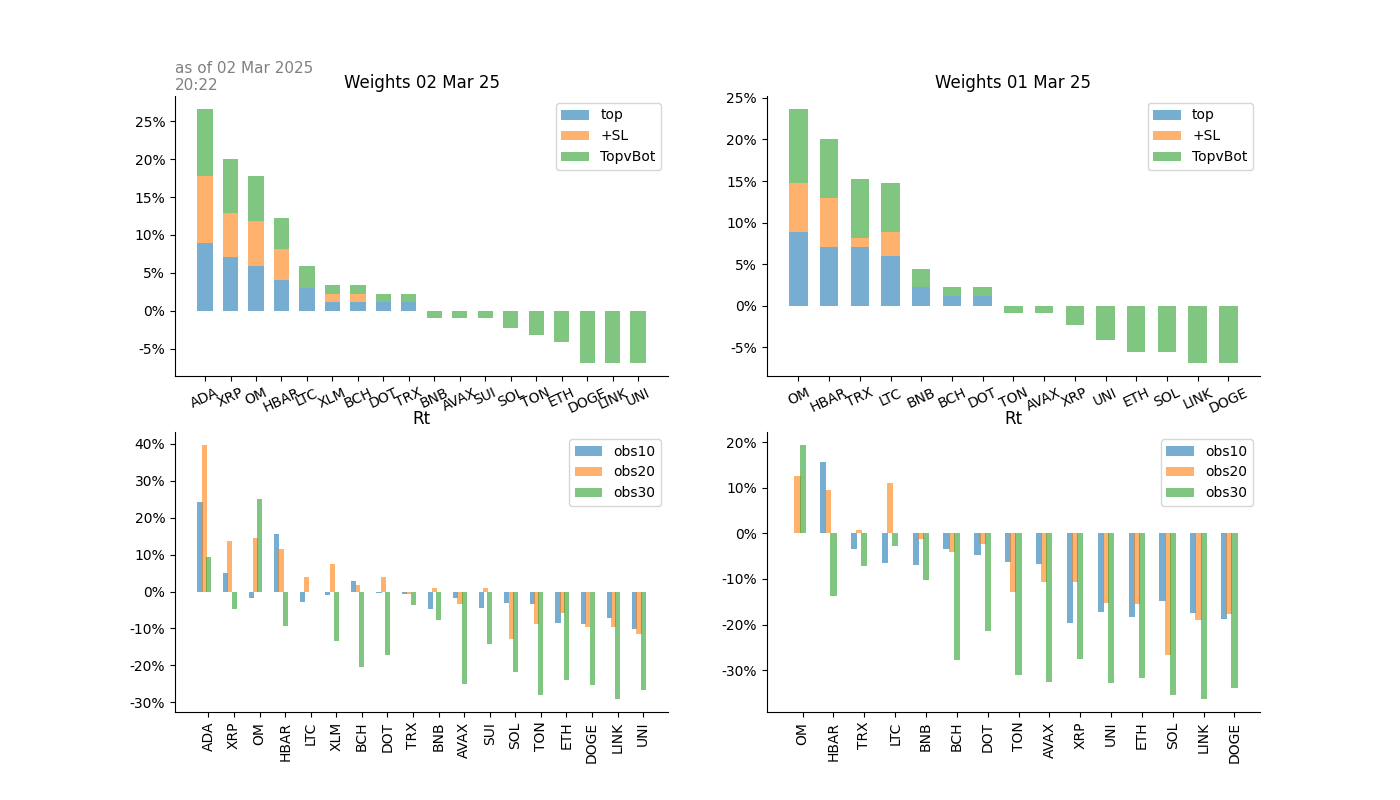 as of 02 Mar 2025
20:22
Weights 02 Mar 25
25%
20%
15%
10%
5%
0%
-5%
top
+SL
TopvBot
ADA XRP OM HBAR LTC XLM BCH DOT TRX BNB AVAX SUI SOL TON ETH DOGE LINK UNI
Weights 01 Mar 25
25%
20%
15%
10%
5%
0%
-5%
top
+SL
TopvBot
OM HBAR TRX LTC BNB BCH DOT TON AVAX XRP UNI ETH SOL LINK DOGE
Rt
40%
30%
20%
10%
0%
-10%
-20%
-30%
obs10
obs20
obs30
ADA XRP OM HBAR LTC XLM BCH DOT TRX BNB AVAX SUI SOL TON ETH DOGE LINK UNI
Rt
20%
10%
0%
-10%
-20%
-30%
obs10
obs20
obs30
OM HBAR TRX LTC BNB BCH DOT TON AVAX XRP UNI ETH SOL LINK DOGE